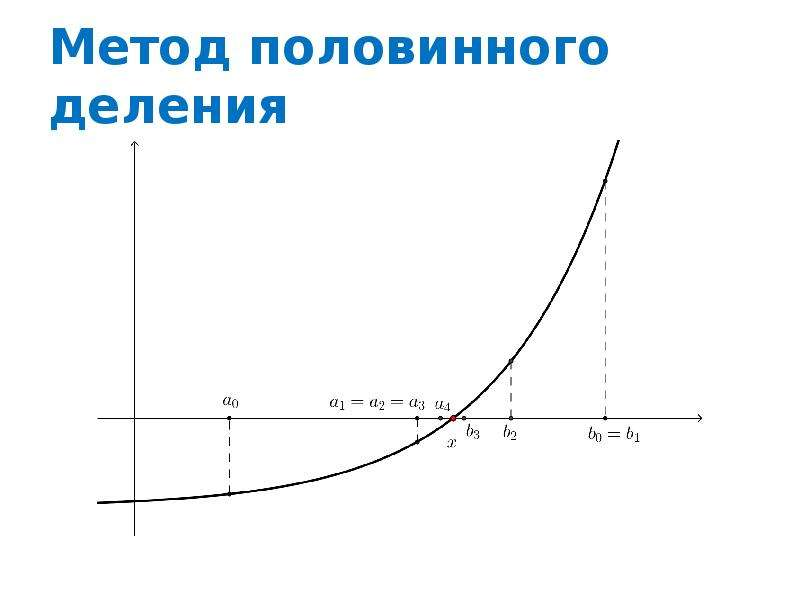 Метод половинного
деления
a₀
a₁ = a₂ = a₃ a₄
x
b₃
b₂
b₀ = b₁